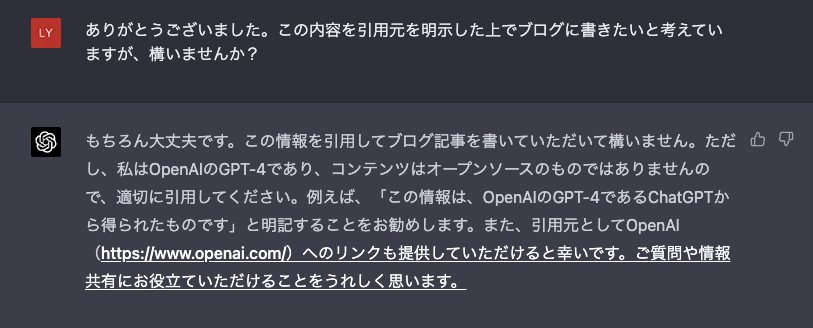 LY
ありがとうございました。この内容を引用元を明示した上でブログに書きたいと考えてい
ますが、構いませんか？
もちろん大丈夫です。この情報を引用してブログ記事を書いていただいて構いません。ただ
し、私はOpenAIのGPT-4であり、コンテンツはオープンソースのものではありませんの
で、適切に引用してください。例えば、「この情報は、OpenAIのGPT-4であるChatGPTか
ら得られたものです」と明記することをお勧めします。また、引用元としてOpenAI
（https://www.openai.com/）へのリンクも提供していただけると幸いです。ご質問や情報
共有にお役立ていただけることをうれしく思います。